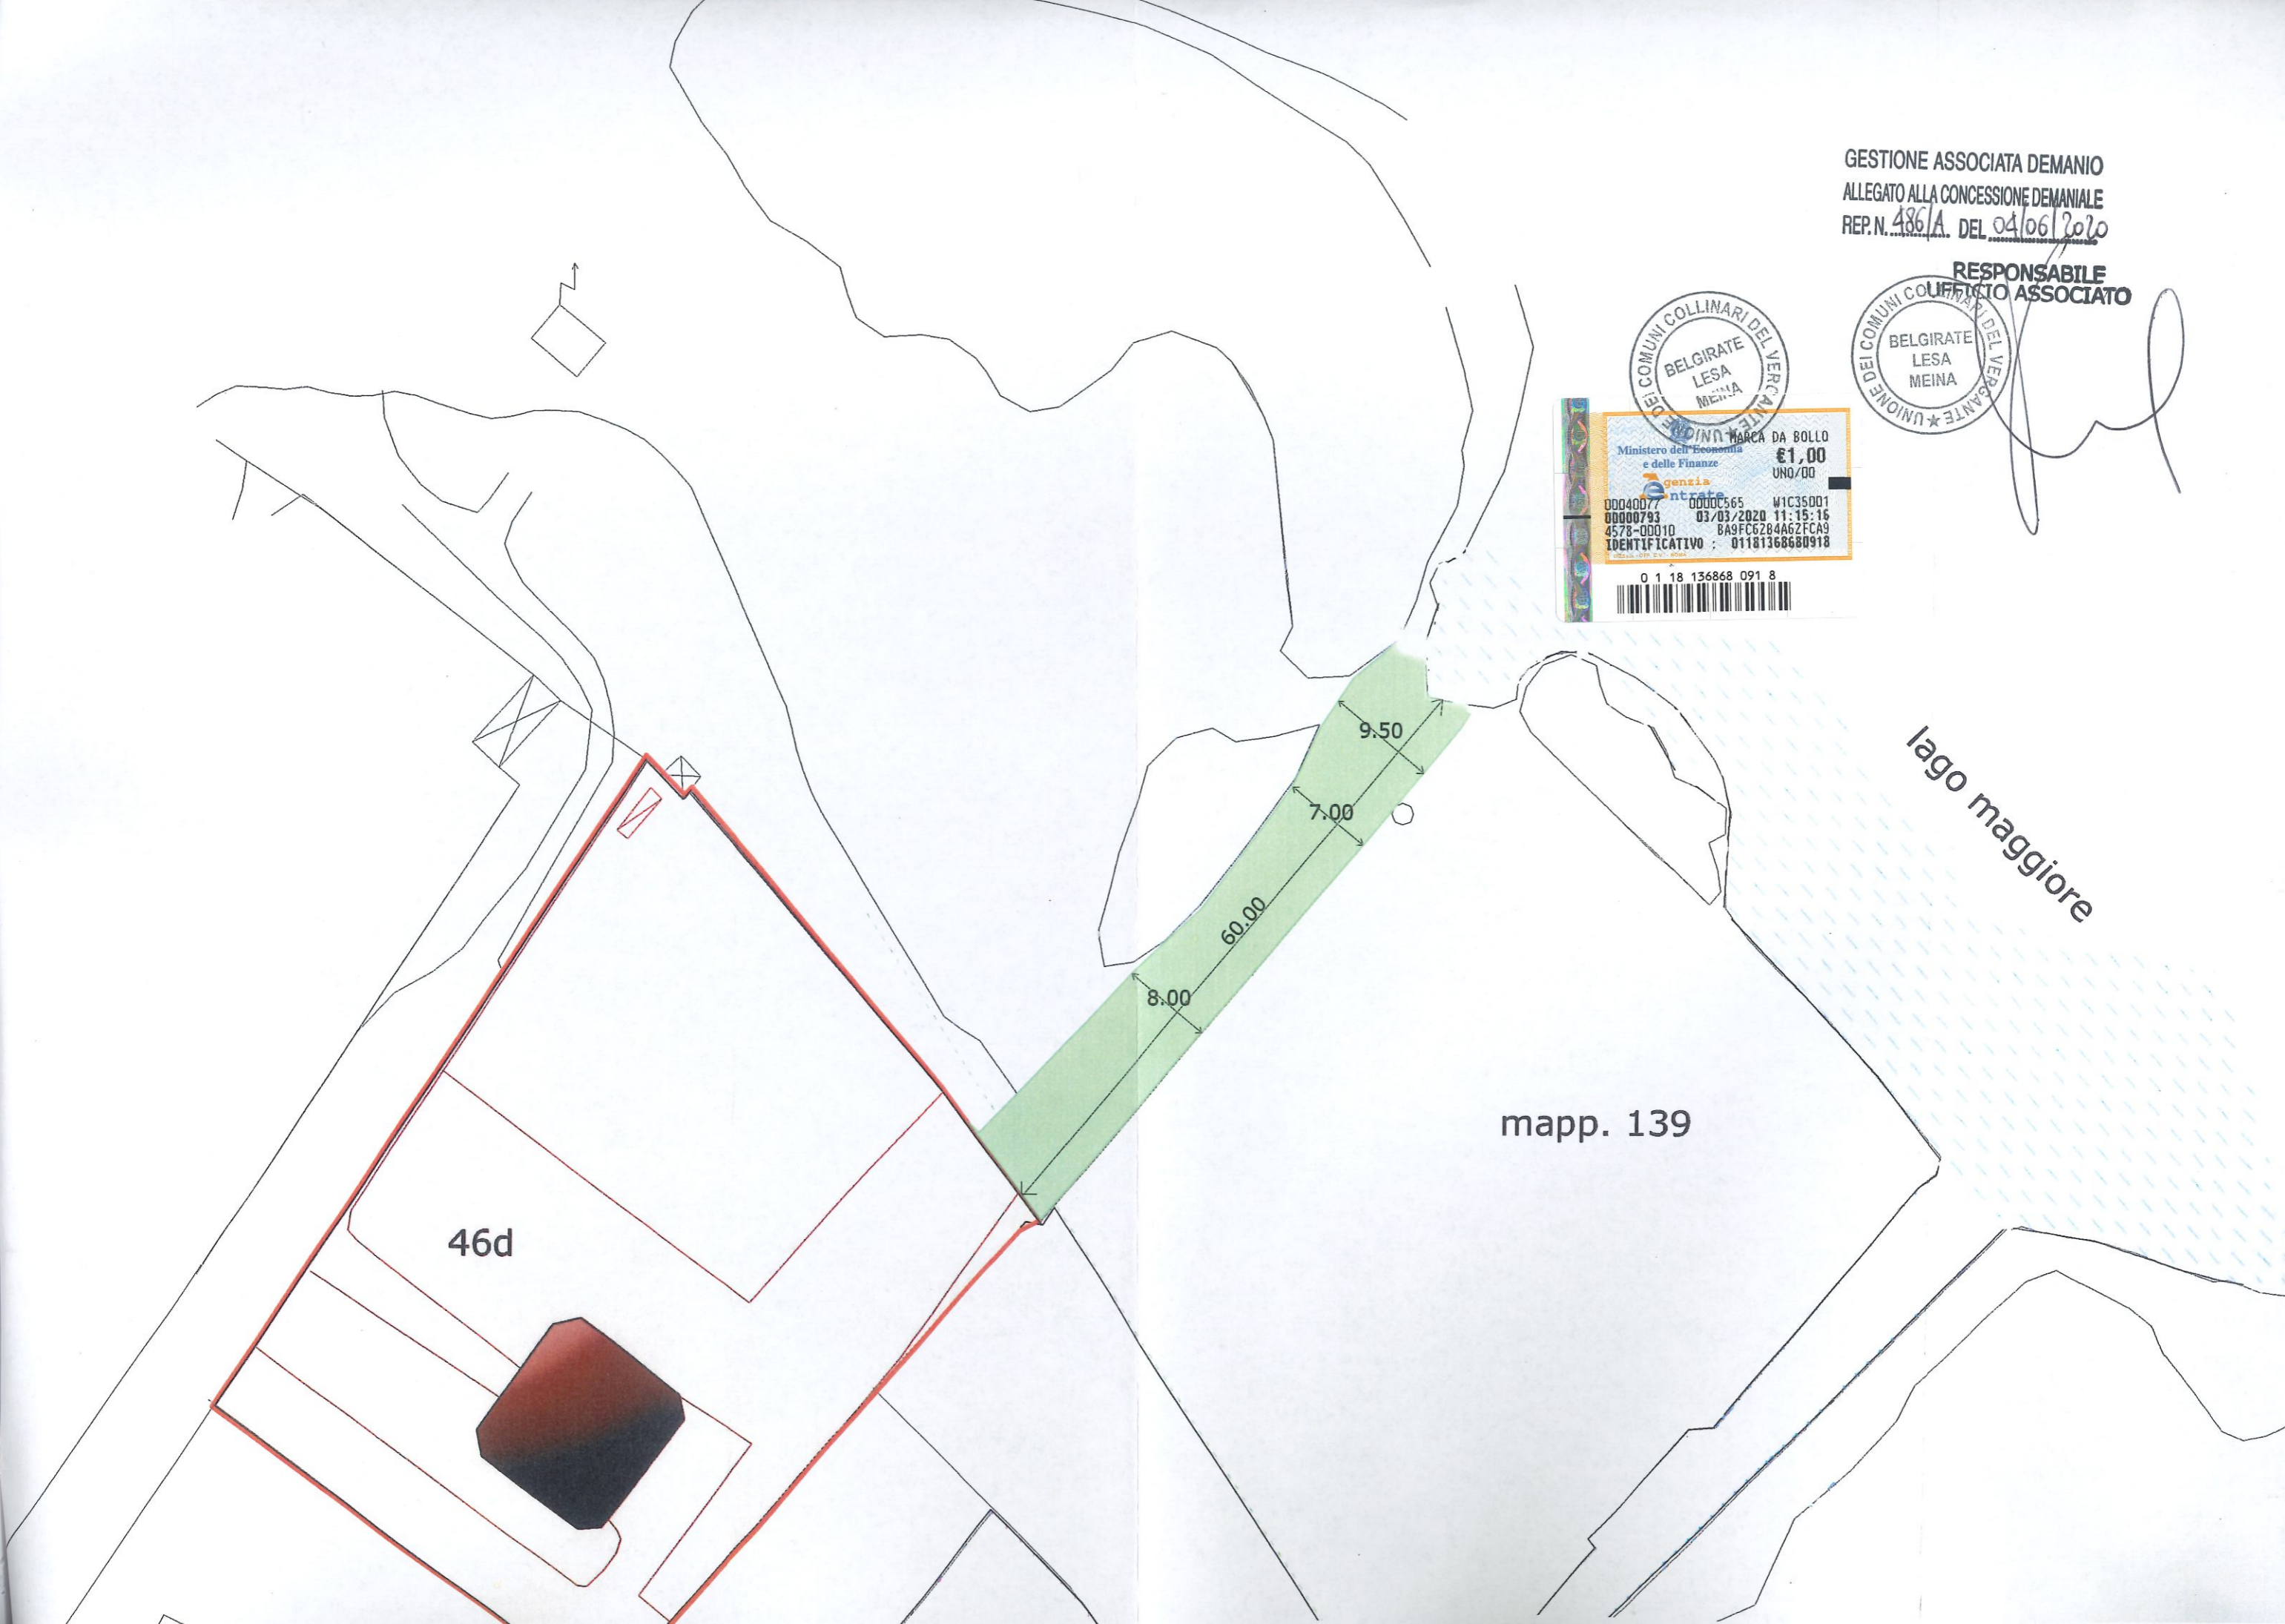 GESTIONE ASSOCIATA DEMANIO
ALLEGATO ALLA CONCESSIONE DEMANIALE
REP. N. 486/A DEL 04/06/2020
RESPONSABILE
UFFICIO ASSOCIATO
UNIONE DEI COMUNI COLLINARI DEL VERGANTE ★
BELGIRATE
LESA
MEINA
UNIONE DEI COMUNI COLLINARI DEL VERGANTE ★
BELGIRATE
LESA
MEINA
MARCA DA BOLLO
Ministero dell'Economia
e delle Finanze
€1,00
UNO/00
agenzia
entrate
00040077 0000C565 W1C3S001
00000793 03/03/2020 11:15:16
4578-00010 BA9FC62B4A62FCA9
IDENTIFICATIVO : 01181368680918
0 1 18 136868 091 8
9.50
7.00
60.00
8.00
lago maggiore
mapp. 139
46d